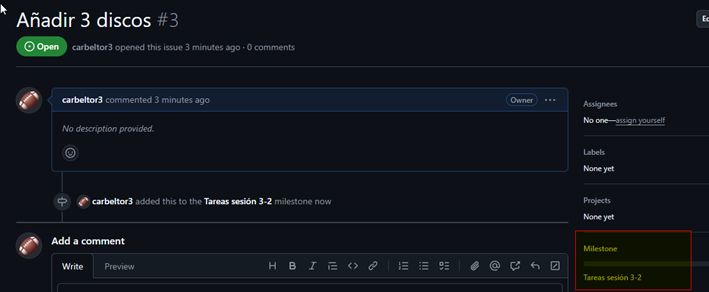 Añadir 3 discos #3
Open carbeltor3 opened this issue 3 minutes ago · 0 comments
carbeltor3 commented 3 minutes ago Owner
No description provided.
carbeltor3 added this to the Tareas sesión 3-2 milestone now
Add a comment
Write Preview
Assignees
No one—assign yourself
Labels
None yet
Projects
None yet
Milestone
Tareas sesión 3-2